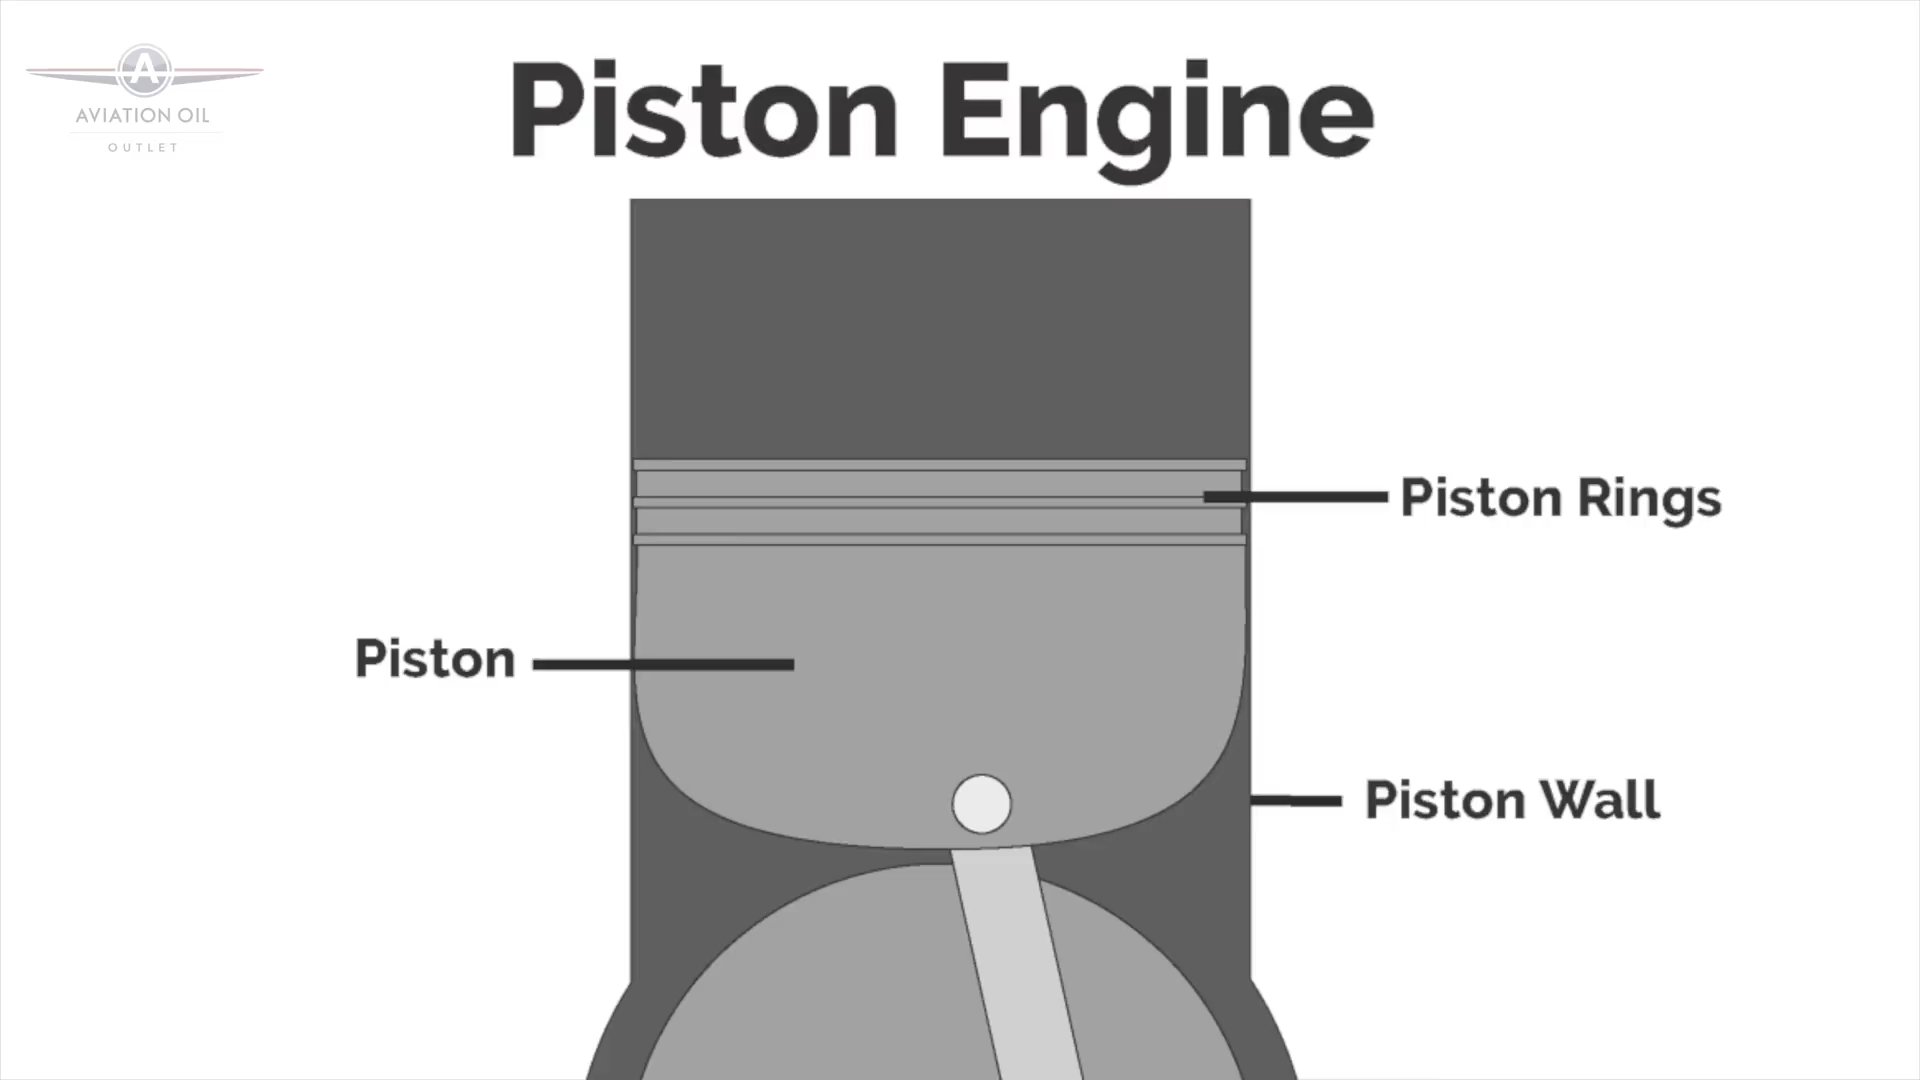 A
AVIATION OIL
OUTLET
Piston Engine
Piston Rings
Piston
Piston Wall